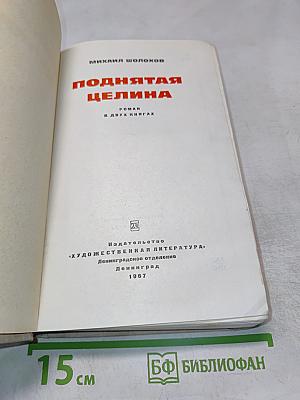 МИХАИЛ ШОЛОХОВ
ПОДНЯТАЯ
ЦЕЛИНА
РОМАН
В ДВУХ КНИГАХ
Издательство
«ХУДОЖЕСТВЕННАЯ ЛИТЕРАТУРА»
Ленинградское отделение
Ленинград
1967
15 см
БФ БИБЛИОФАН